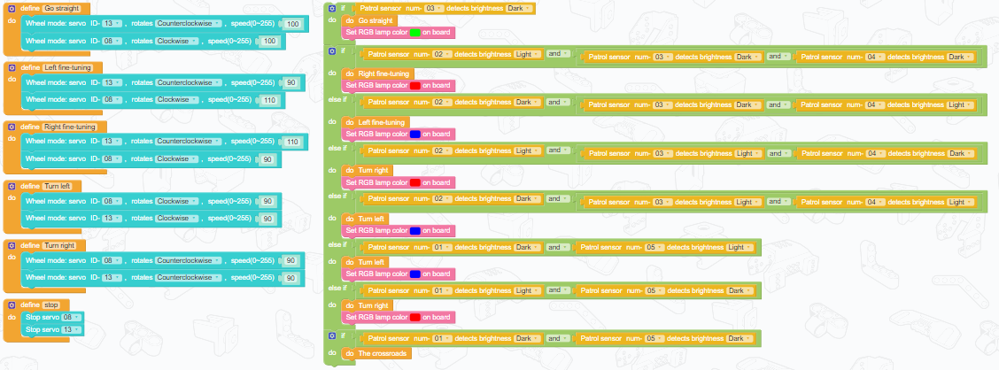 define Go straight
do Wheel mode: servo ID- 13 , rotates Counterclockwise , speed(0~255) 100
Wheel mode: servo ID- 08 , rotates Clockwise , speed(0~255) 100
define Left fine-tuning
do Wheel mode: servo ID- 13 , rotates Counterclockwise , speed(0~255) 90
Wheel mode: servo ID- 08 , rotates Clockwise , speed(0~255) 110
define Right fine-tuning
do Wheel mode: servo ID- 13 , rotates Counterclockwise , speed(0~255) 110
Wheel mode: servo ID- 08 , rotates Clockwise , speed(0~255) 90
define Turn left
do Wheel mode: servo ID- 08 , rotates Clockwise , speed(0~255) 90
Wheel mode: servo ID- 13 , rotates Clockwise , speed(0~255) 90
define Turn right
do Wheel mode: servo ID- 08 , rotates Counterclockwise , speed(0~255) 90
Wheel mode: servo ID- 13 , rotates Counterclockwise , speed(0~255) 90
define stop
do Stop servo 08
Stop servo 13
if Patrol sensor num- 03 detects brightness Dark
do do Go straight
Set RGB lamp color on board
if Patrol sensor num- 02 detects brightness Light and Patrol sensor num- 03 detects brightness Dark and Patrol sensor num- 04 detects brightness Dark
do do Right fine-tuning
Set RGB lamp color on board
else if Patrol sensor num- 02 detects brightness Dark and Patrol sensor num- 03 detects brightness Dark and Patrol sensor num- 04 detects brightness Light
do do Left fine-tuning
Set RGB lamp color on board
else if Patrol sensor num- 02 detects brightness Light and Patrol sensor num- 03 detects brightness Light and Patrol sensor num- 04 detects brightness Dark
do do Turn right
Set RGB lamp color on board
else if Patrol sensor num- 02 detects brightness Dark and Patrol sensor num- 03 detects brightness Light and Patrol sensor num- 04 detects brightness Light
do do Turn left
Set RGB lamp color on board
else if Patrol sensor num- 01 detects brightness Dark and Patrol sensor num- 05 detects brightness Light
do do Turn left
Set RGB lamp color on board
else if Patrol sensor num- 01 detects brightness Light and Patrol sensor num- 05 detects brightness Dark
do do Turn right
Set RGB lamp color on board
if Patrol sensor num- 01 detects brightness Dark and Patrol sensor num- 05 detects brightness Dark
do do The crossroads